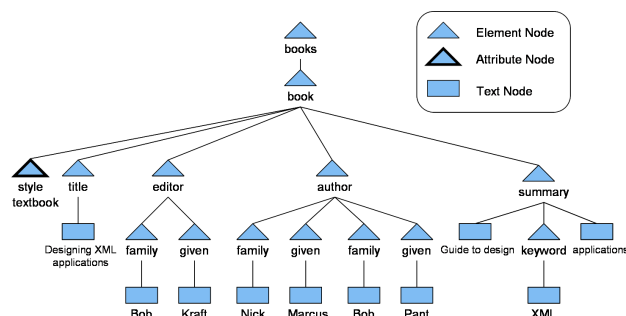 Element Node
books
Attribute Node
Text Node
book
style
textbook
title
editor
author
summary
Designing XML
applications
family
given
family
given
family
given
Guide to design
keyword
applications
Bob
Kraft
Nick
Marcus
Bob
Pant
XML